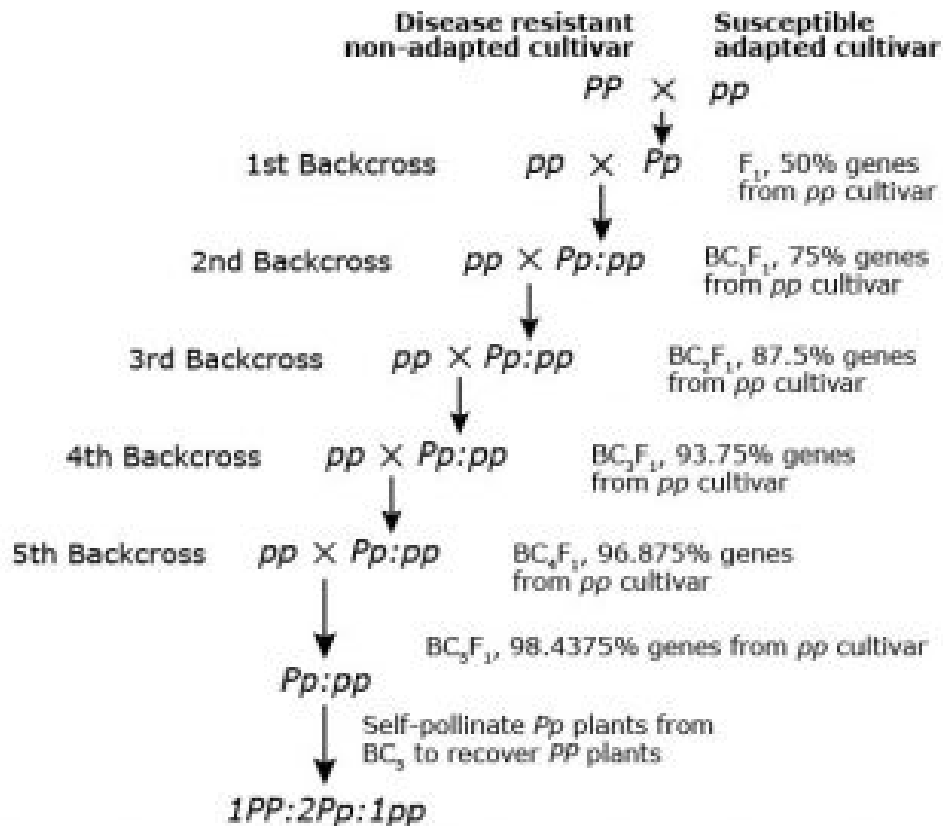 Disease resistant non-adapted cultivar
Susceptible adapted cultivar
PP × pp
1st Backcross pp × Pp F₁, 50% genes from pp cultivar
2nd Backcross pp × Pp:pp BC₁F₁, 75% genes from pp cultivar
3rd Backcross pp × Pp:pp BC₂F₁, 87.5% genes from pp cultivar
4th Backcross pp × Pp:pp BC₃F₁, 93.75% genes from pp cultivar
5th Backcross pp × Pp:pp BC₄F₁, 96.875% genes from pp cultivar
BC₅F₁, 98.4375% genes from pp cultivar
Pp:pp
Self-pollinate Pp plants from
BC₅ to recover PP plants
1PP:2Pp:1pp